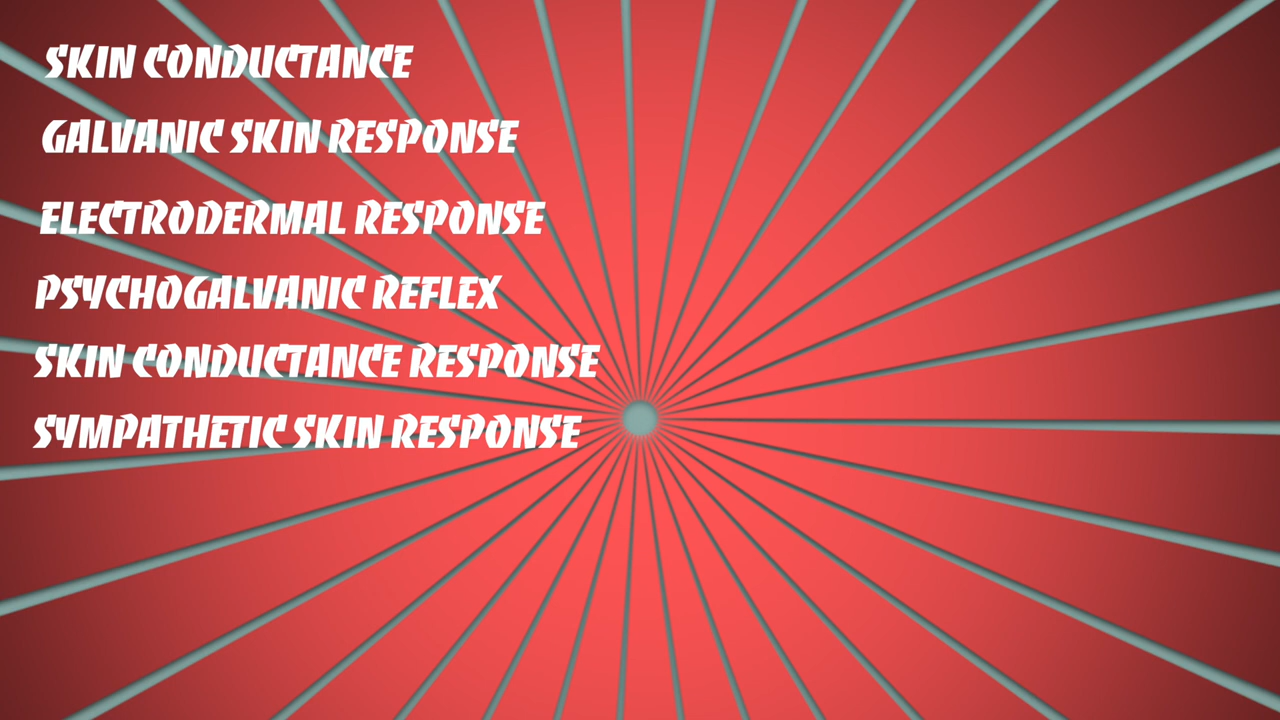 SKIN CONDUCTANCE
GALVANIC SKIN RESPONSE
ELECTRODERMAL RESPONSE
PSYCHOGALVANIC REFLEX
SKIN CONDUCTANCE RESPONSE
SYMPATHETIC SKIN RESPONSE